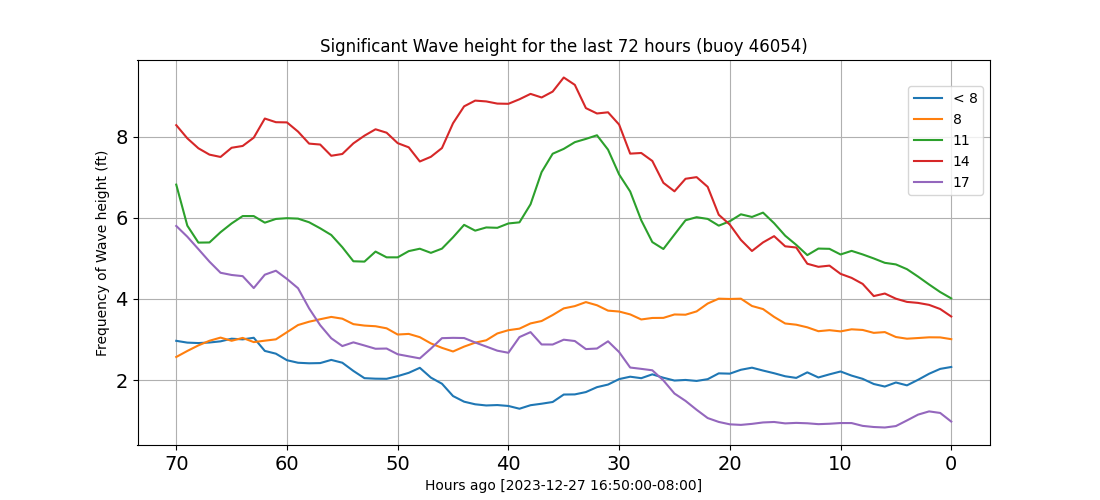 Significant Wave height for the last 72 hours (buoy 46054)
Frequency of Wave height (ft)
8
6
4
2
< 8
8
11
14
17
70 60 50 40 30 20 10 0
Hours ago [2023-12-27 16:50:00-08:00]